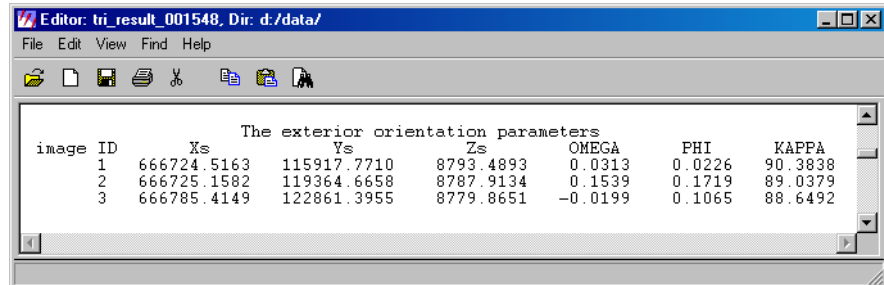 Editor: tri_result_001548, Dir: d:/data/
File Edit View Find Help
The exterior orientation parameters
image ID Xs Ys Zs OMEGA PHI KAPPA
1 666724.5163 115917.7710 8793.4893 0.0313 0.0226 90.3838
2 666725.1582 119364.6658 8787.9134 0.1539 0.1719 89.0379
3 666785.4149 122861.3955 8779.8651 −0.0199 0.1065 88.6492